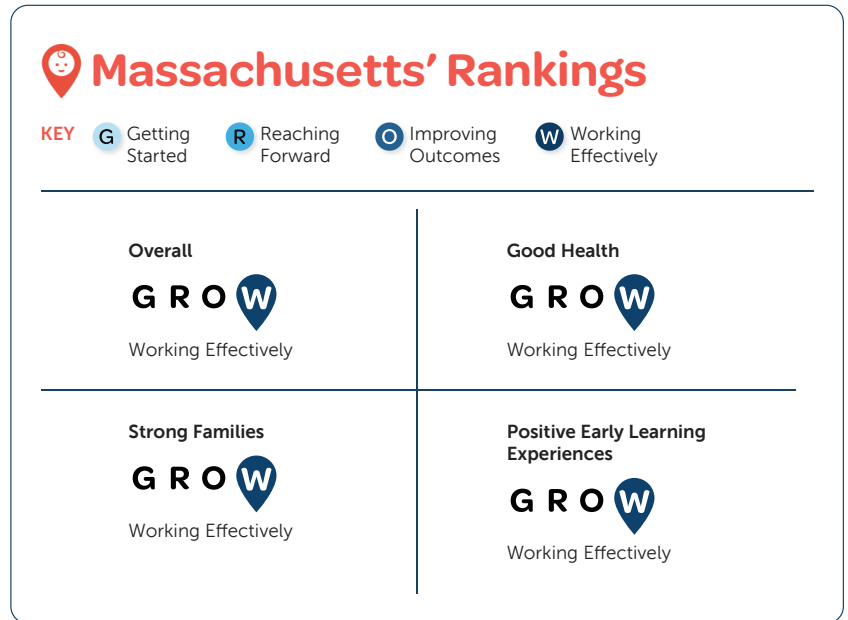 Massachusetts’ Rankings
KEY G Getting Started R Reaching Forward O Improving Outcomes W Working Effectively
Overall
G R O W
Working Effectively
Good Health
G R O W
Working Effectively
Strong Families
G R O W
Working Effectively
Positive Early Learning
Experiences
G R O W
Working Effectively